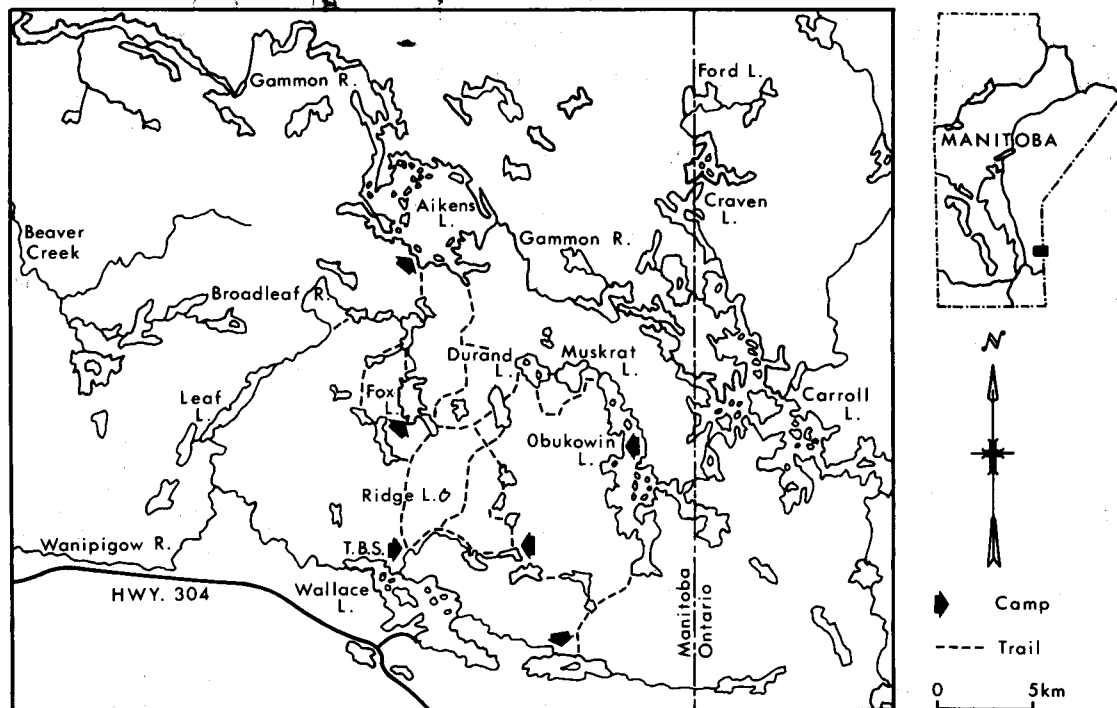 Gammon R.
Ford L.
MANITOBA
Aikens
L.
Craven
L.
Beaver
Creek
Gammon R.
Broadleaf R.
N
Durand
L.
Muskrat
L.
Leaf
L.
Fox
L.
Carroll
L.
Obukowin
L.
Ridge L.
T.B.S.
Wanipigow R.
HWY. 304
Wallace
L.
Manitoba
Ontario
Camp
Trail
0 5km